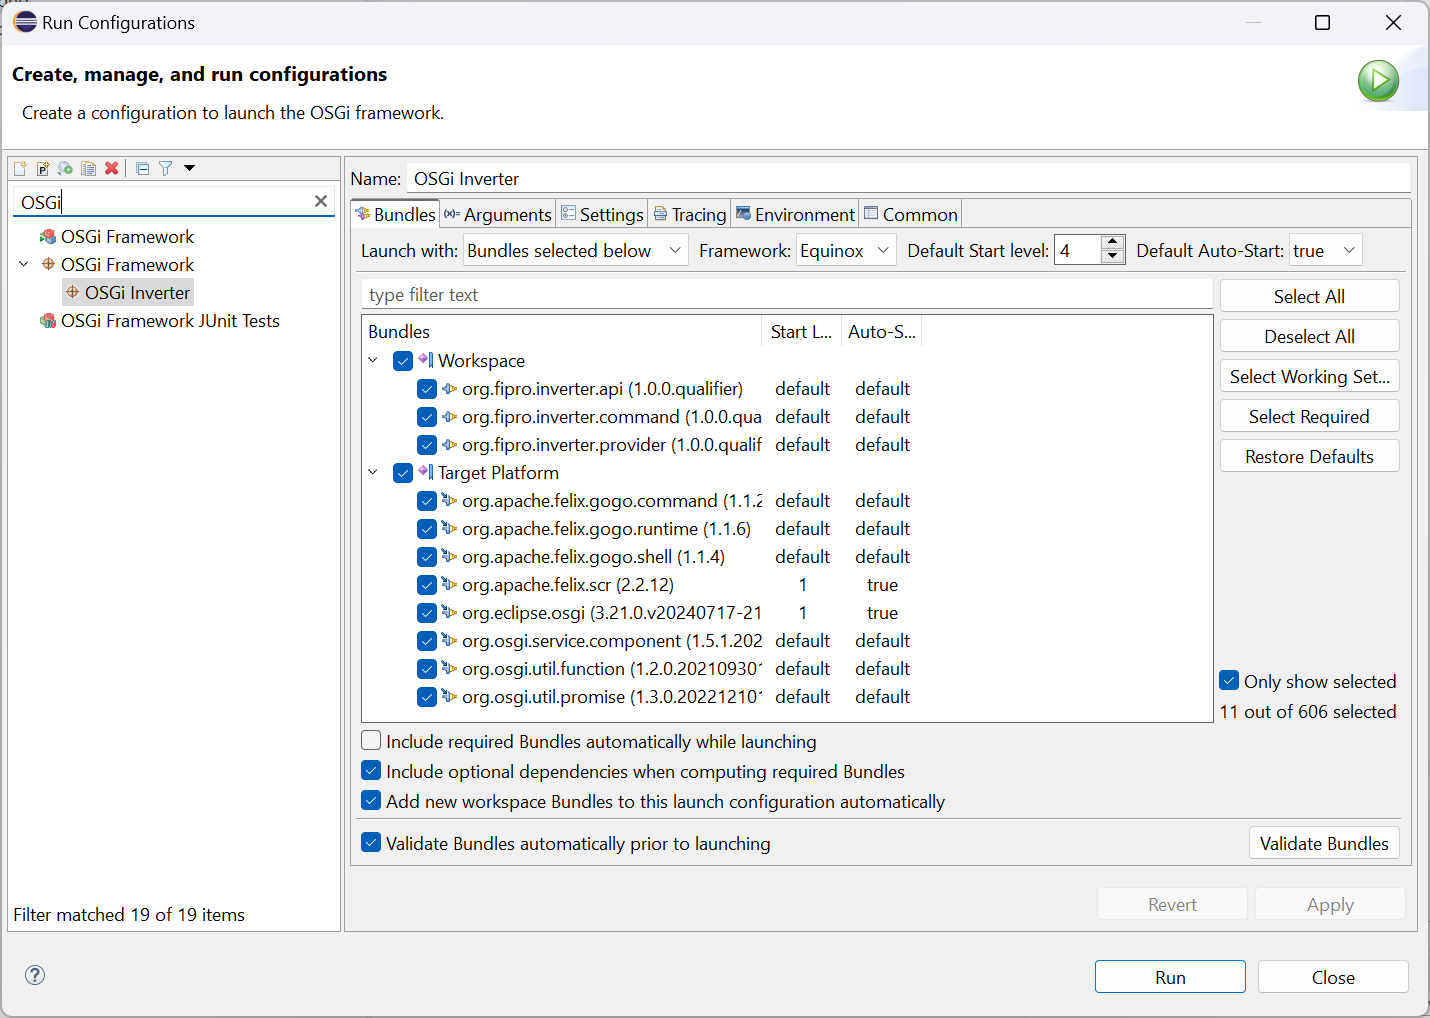 Run Configurations
Create, manage, and run configurations
Create a configuration to launch the OSGi framework.
OSGi
OSGi Framework
OSGi Framework
OSGi Inverter
OSGi Framework JUnit Tests
Filter matched 19 of 19 items
Name: OSGi Inverter
Bundles (x)= Arguments Settings Tracing Environment Common
Launch with: Bundles selected below Framework: Equinox Default Start level: 4 Default Auto-Start: true
type filter text
Bundles Start L... Auto-S...
Workspace
org.fipro.inverter.api (1.0.0.qualifier) default default
org.fipro.inverter.command (1.0.0.qua default default
org.fipro.inverter.provider (1.0.0.qualif default default
Target Platform
org.apache.felix.gogo.command (1.1.2 default default
org.apache.felix.gogo.runtime (1.1.6) default default
org.apache.felix.gogo.shell (1.1.4) default default
org.apache.felix.scr (2.2.12) 1 true
org.eclipse.osgi (3.21.0.v20240717-21 1 true
org.osgi.service.component (1.5.1.202 default default
org.osgi.util.function (1.2.0.20210930 default default
org.osgi.util.promise (1.3.0.20221210 default default
Select All
Deselect All
Select Working Set...
Select Required
Restore Defaults
Only show selected
11 out of 606 selected
Include required Bundles automatically while launching
Include optional dependencies when computing required Bundles
Add new workspace Bundles to this launch configuration automatically
Validate Bundles automatically prior to launching
Validate Bundles
Revert Apply
? Run Close